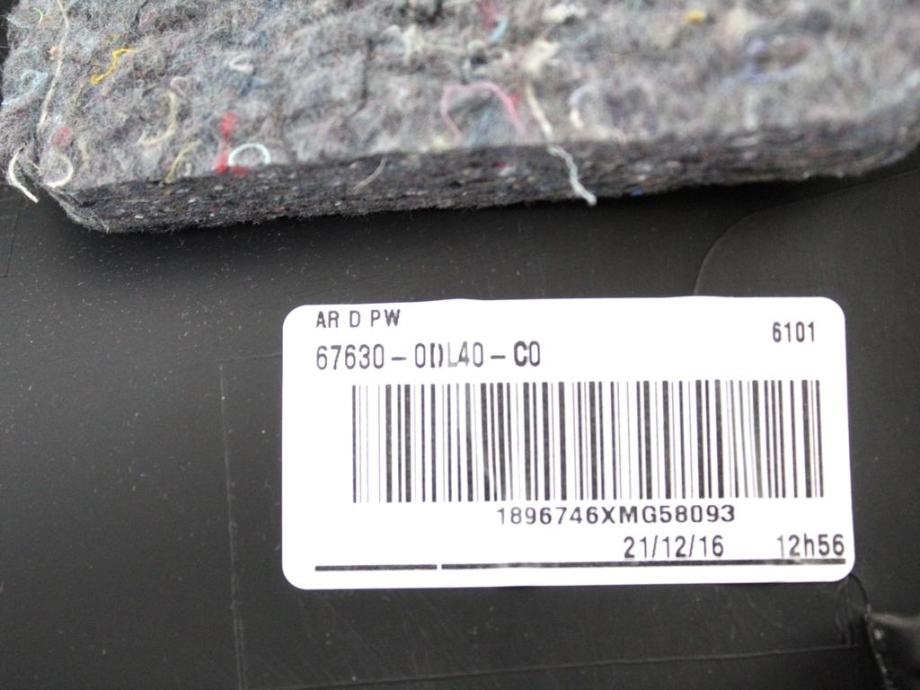 AR D PW
6101
67630-0DL40-C0
1896746XMG58093
21/12/16 12h56